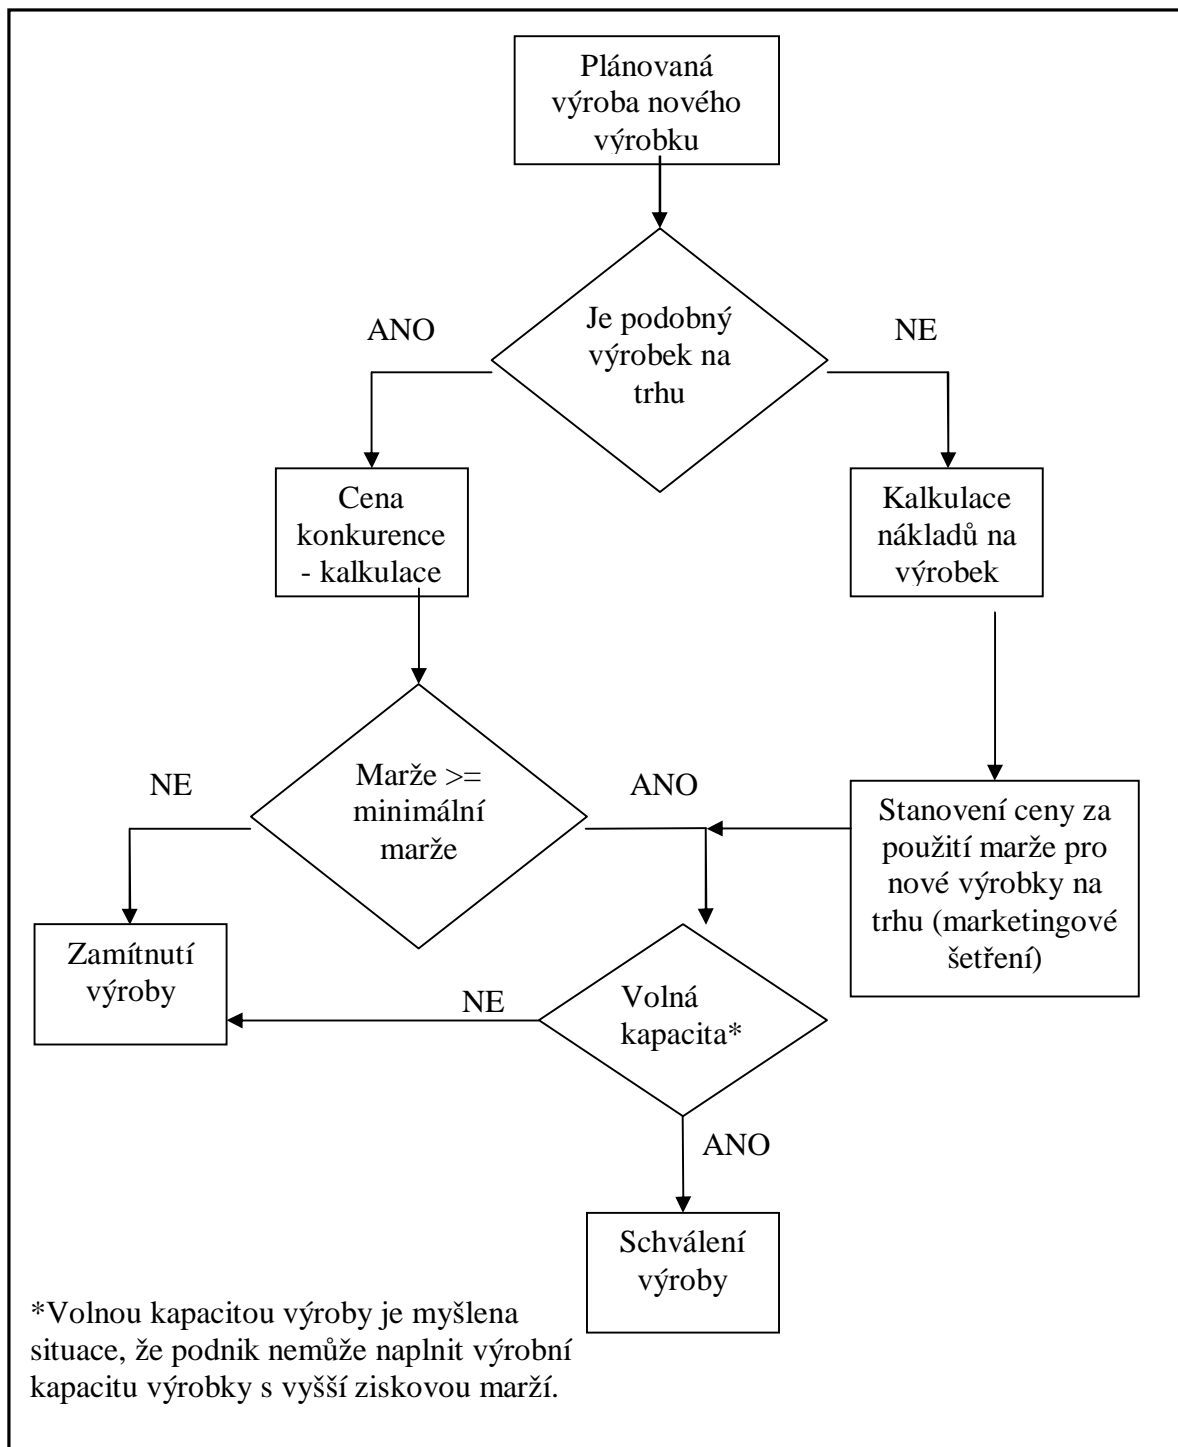 Plánovaná
výroba nového
výrobku
Je podobný
výrobek na
trhu
ANO
NE
Cena
konkurence
- kalkulace
Kalkulace
nákladů na
výrobek
Marže >=
minimální
marže
NE
ANO
Stanovení ceny za
použití marže pro
nové výrobky na
trhu (marketingové
šetření)
Zamítnutí
výroby
NE
Volná
kapacita*
ANO
Schválení
výroby
*Volnou kapacitou výroby je myšlena
situace, že podnik nemůže naplnit výrobní
kapacitu výrobky s vyšší ziskovou marží.